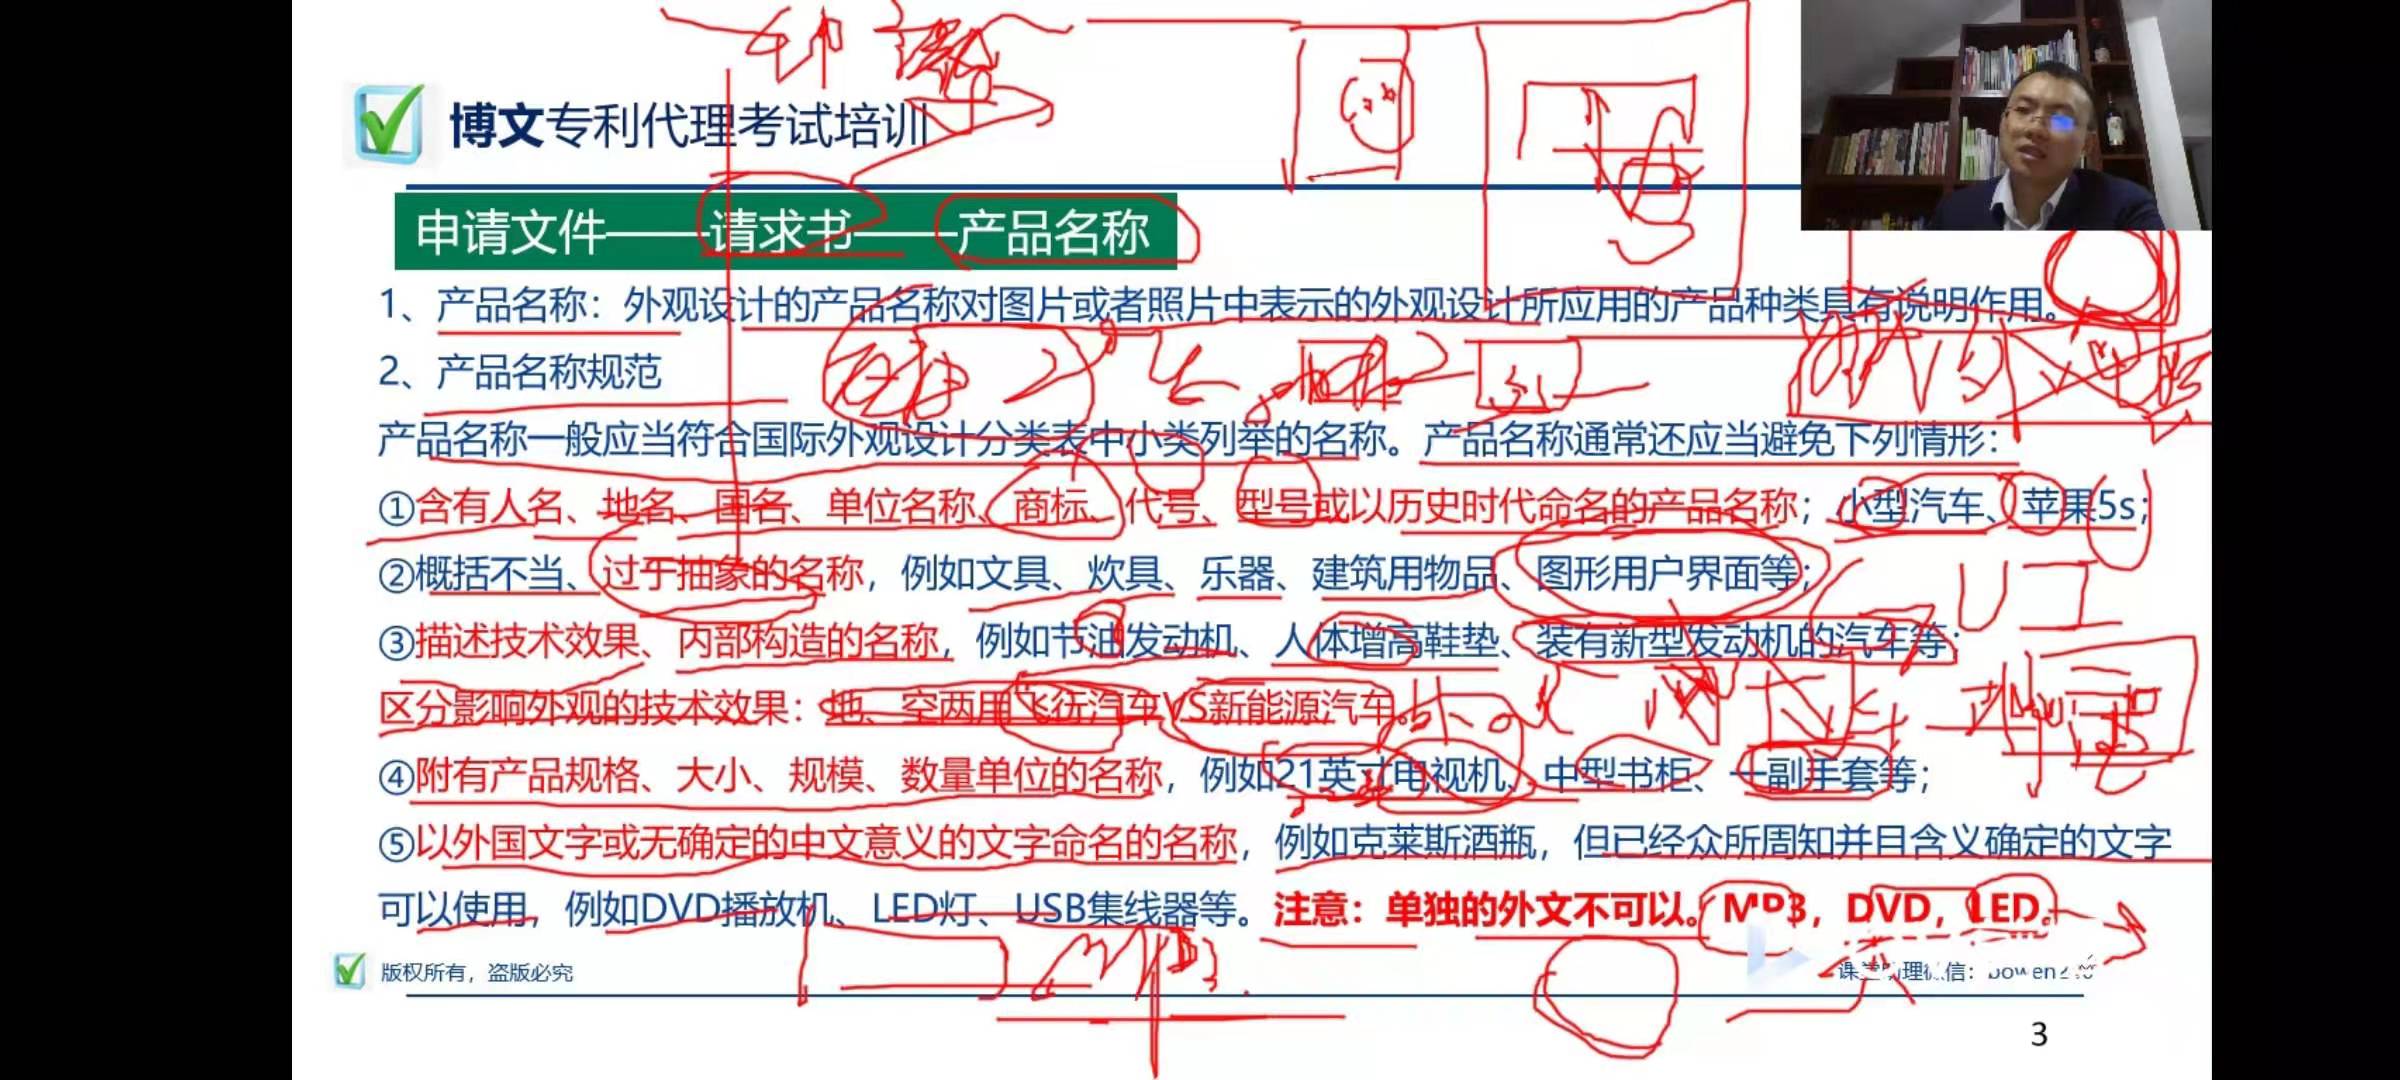 博文专利代理考试培训
申请文件——请求书——产品名称
1、产品名称：外观设计的产品名称对图片或者照片中表示的外观设计所应用的产品种类具有说明作用。
2、产品名称规范
产品名称一般应当符合国际外观设计分类表中小类列举的名称。产品名称通常还应当避免下列情形：
①含有人名、地名、国名、单位名称、商标、代号、型号或以历史时代命名的产品名称；小型汽车、苹果5s；
②概括不当、过于抽象的名称，例如文具、炊具、乐器、建筑用物品、图形用户界面等；
③描述技术效果、内部构造的名称，例如节油发动机、人体增高鞋垫、装有新型发动机的汽车等；
区分影响外观的技术效果：地、空两用飞行汽车VS新能源汽车。
④附有产品规格、大小、规模、数量单位的名称，例如21英寸电视机、中型书柜、一副手套等；
⑤以外国文字或无确定的中文意义的文字命名的名称，例如克莱斯酒瓶，但已经众所周知并且含义确定的文字
可以使用，例如DVD播放机、LED灯、USB集线器等。注意：单独的外文不可以。MP3，DVD，LED。
MP3
版权所有，盗版必究
课堂助理微信：
3